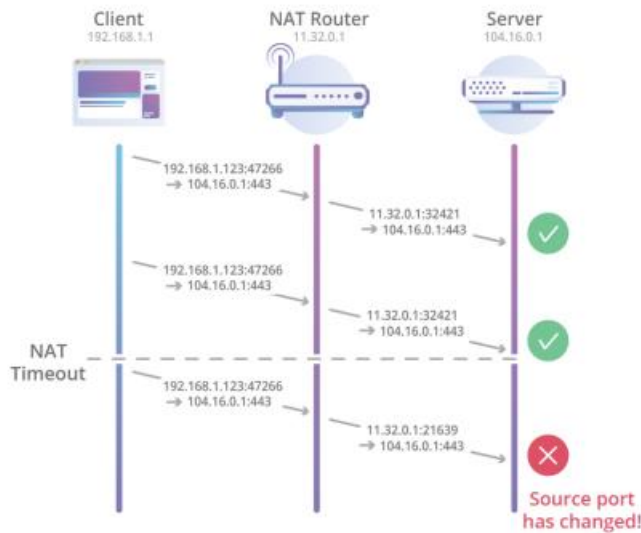 Client
192.168.1.1
NAT Router
11.32.0.1
Server
104.16.0.1
192.168.1.123:47266
→ 104.16.0.1:443
11.32.0.1:32421
→ 104.16.0.1:443
192.168.1.123:47266
→ 104.16.0.1:443
11.32.0.1:32421
→ 104.16.0.1:443
NAT
Timeout
192.168.1.123:47266
→ 104.16.0.1:443
11.32.0.1:21639
→ 104.16.0.1:443
Source port
has changed!